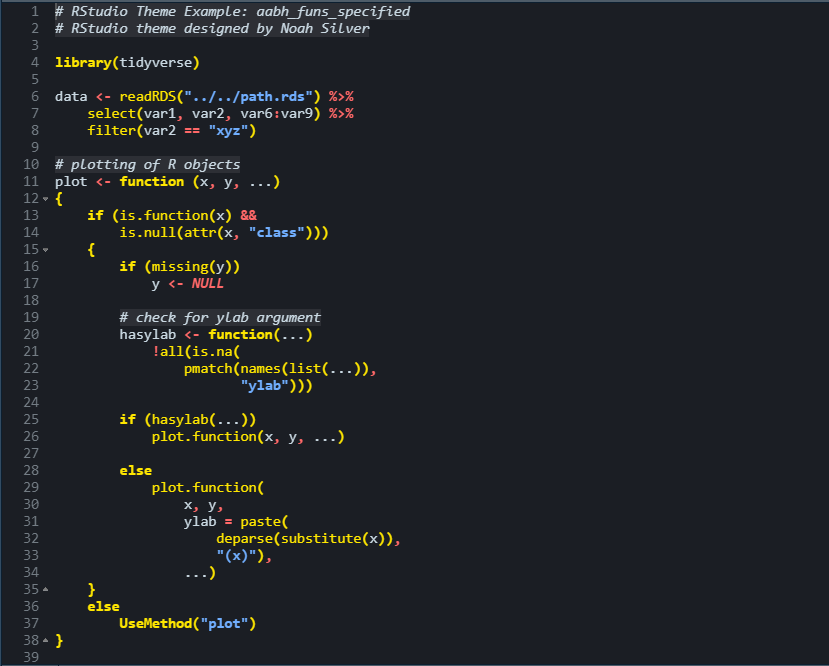 1 # RStudio Theme Example: aabh_funs_specified
2 # RStudio theme designed by Noah Silver
3
4 library(tidyverse)
5
6 data <- readRDS("../../path.rds") %>%
7     select(var1, var2, var6:var9) %>%
8     filter(var2 == "xyz")
9
10 # plotting of R objects
11 plot <- function (x, y, ...)
12 {
13     if (is.function(x) &&
14         is.null(attr(x, "class")))
15     {
16         if (missing(y))
17             y <- NULL
18
19         # check for ylab argument
20         hasylab <- function(...)
21             !all(is.na(
22                 pmatch(names(list(...)),
23                        "ylab")))
24
25         if (hasylab(...))
26             plot.function(x, y, ...)
27
28         else
29             plot.function(
30                 x, y,
31                 ylab = paste(
32                     deparse(substitute(x)),
33                     "(x)"),
34                 ...)
35     }
36     else
37         UseMethod("plot")
38 }
39